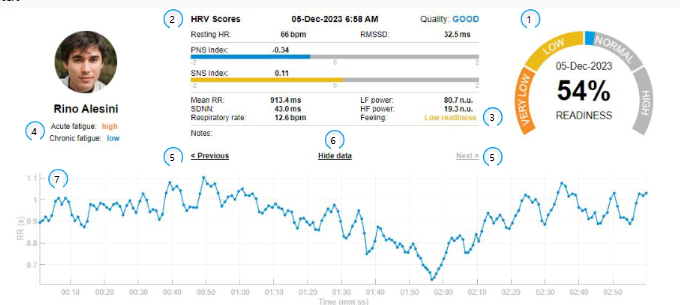 2 HRV Scores 05-Dec-2023 6:58 AM Quality: GOOD 1
Resting HR: 66 bpm RMSSD: 32.5 ms
PNS Index: -0.34
-2 0 2
SNS Index: 0.11
-2 0 2
Mean RR: 913.4 ms LF power: 80.7 n.u.
SDNN: 43.0 ms HF power: 19.3 n.u.
Respiratory rate: 12.6 bpm Feeling: Low readiness 3
Notes:
VERY LOW LOW NORMAL HIGH
05-Dec-2023
54%
READINESS
Rino Alesini
4 Acute fatigue: high
Chronic fatigue: low
6
5 < Previous Hide data Next > 5
7
RR (s)
1.1
1
0.9
0.8
0.7
00:10 00:20 00:30 00:40 00:50 01:00 01:10 01:20 01:30 01:40 01:50 02:00 02:10 02:20 02:30 02:40 02:50
Time (mm:ss)